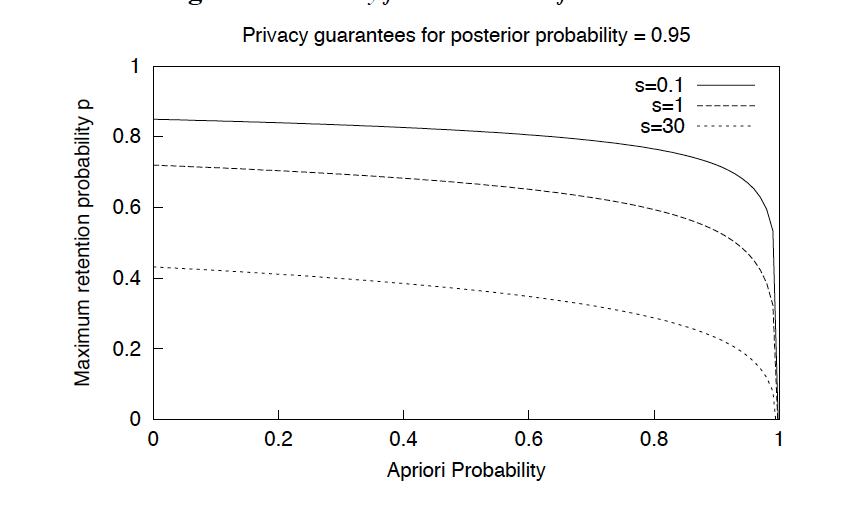 Privacy guarantees for posterior probability = 0.95
Maximum retention probability p
1
0.8
0.6
0.4
0.2
0
s=0.1
s=1
s=30
0 0.2 0.4 0.6 0.8 1
Apriori Probability